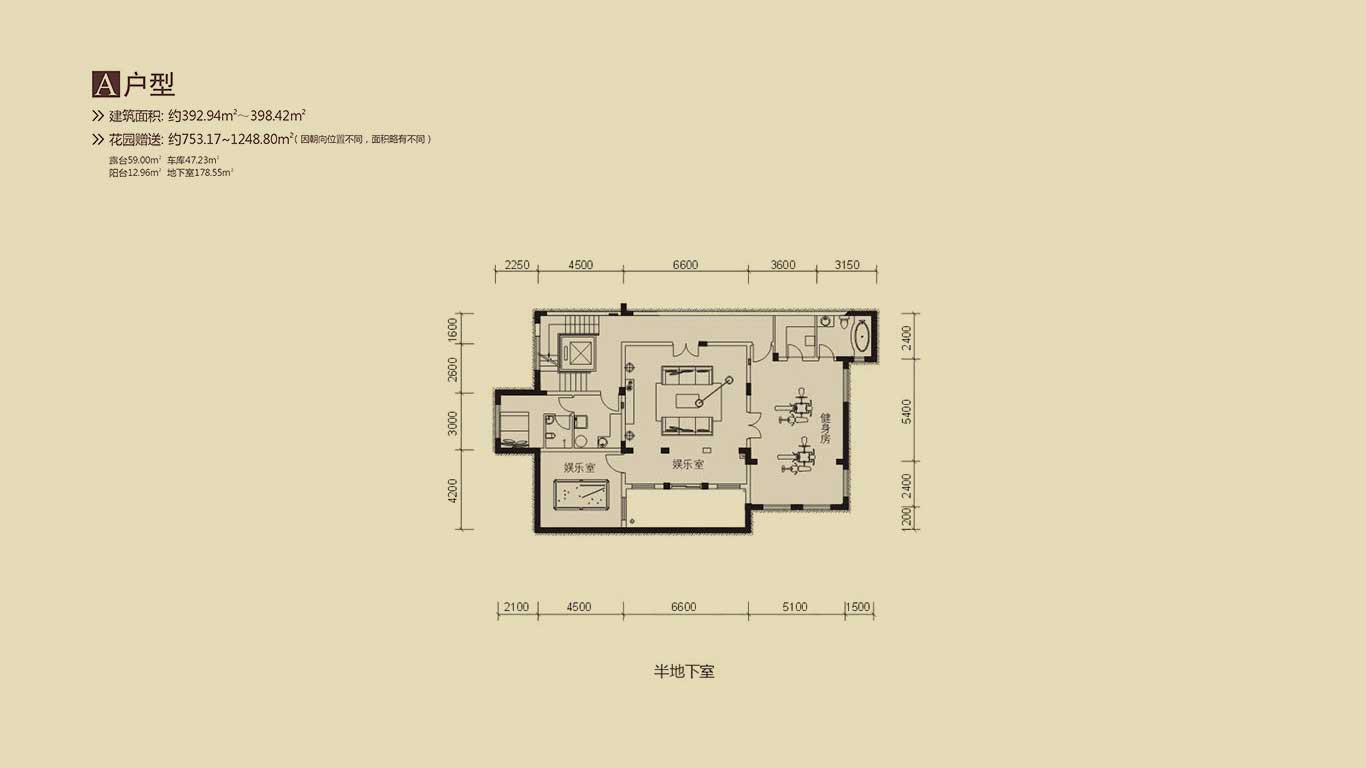 A户型
建筑面积: 约392.94m²～398.42m²
花园赠送: 约753.17~1248.80m²( 因朝向位置不同，面积略有不同 )
露台59.00m² 车库47.23m²
阳台12.96m² 地下室178.55m²
2250 4500 6600 3600 3150
1600
2600
3000
4200
2400
5400
2400
1200
健身房
娱乐室
娱乐室
2100 4500 6600 5100 1500
半地下室